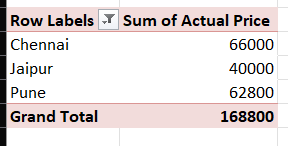 Row Labels Sum of Actual Price
Chennai 66000
Jaipur 40000
Pune 62800
Grand Total 168800